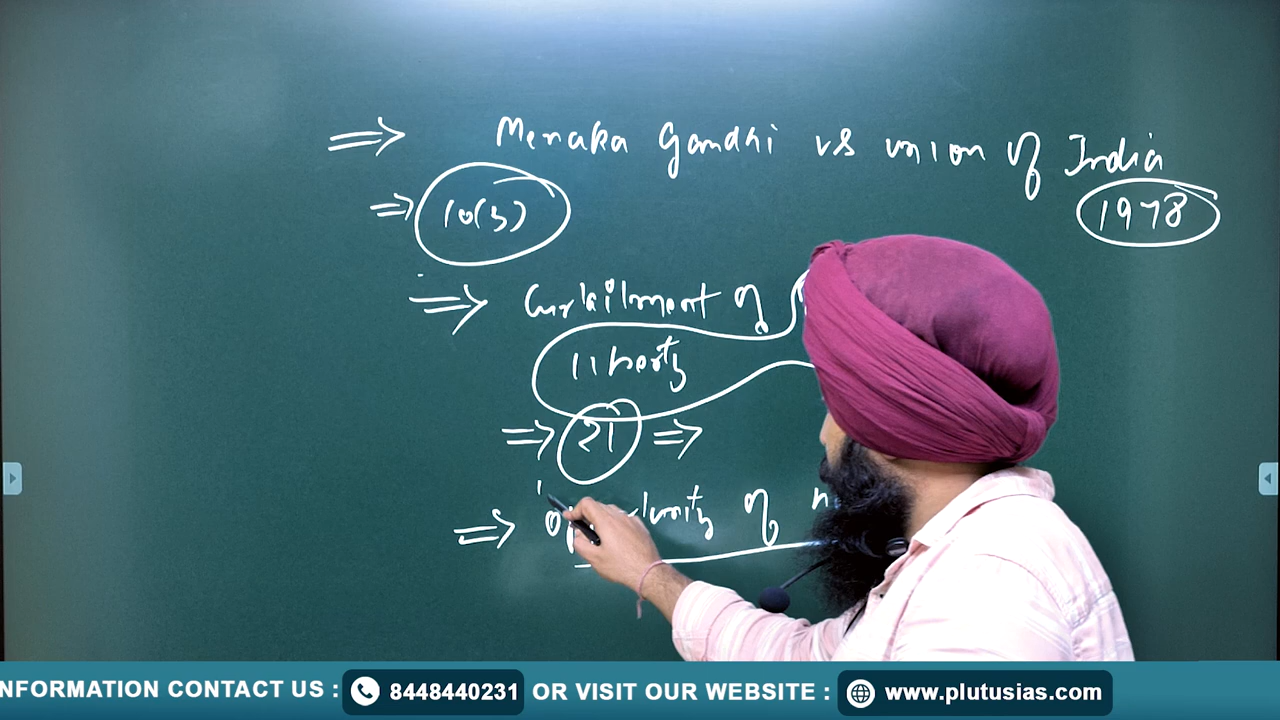 ⇒ Menaka Gandhi vs union of India
⇒ 10(3) 1978
⇒ Curtailment of
liberty
⇒ 21 ⇒
⇒ of
NFORMATION CONTACT US : 8448440231 OR VISIT OUR WEBSITE : www.plutusias.com